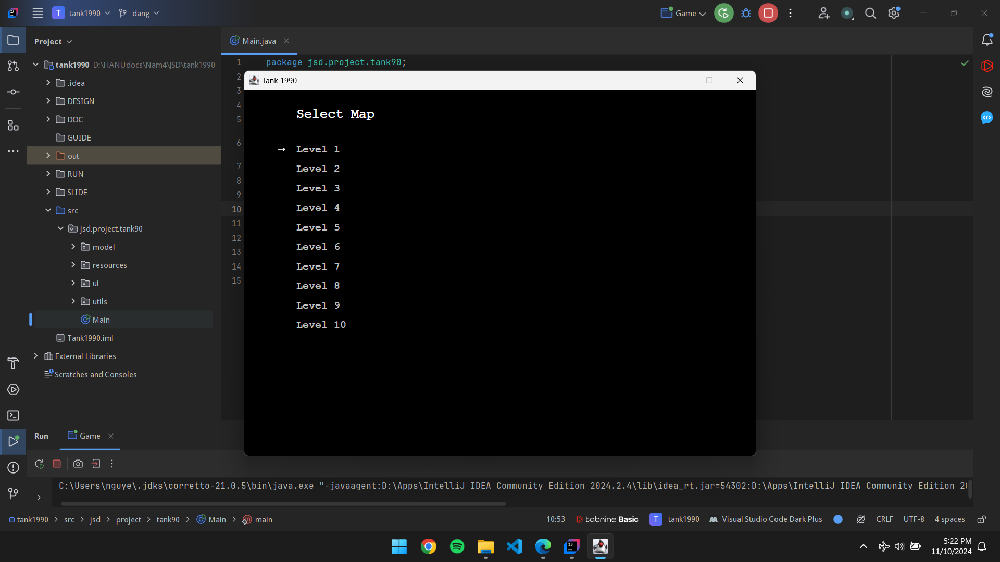 tank1990
dang
Game
Project
Main.java
tank1990 D:\HANUdocs\Nam4\JSD\tank1990
.idea
DESIGN
DOC
GUIDE
out
RUN
SLIDE
src
jsd.project.tank90
model
resources
ui
utils
Main
Tank1990.iml
External Libraries
Scratches and Consoles
1 package jsd.project.tank90;
2
3
4
5
6
7
8
9
10
11
12
13
14
15
Tank 1990
Select Map
→ Level 1
Level 2
Level 3
Level 4
Level 5
Level 6
Level 7
Level 8
Level 9
Level 10
Run
Game
C:\Users\nguye\.jdks\corretto-21.0.5\bin\java.exe "-javaagent:D:\Apps\IntelliJ IDEA Community Edition 2024.2.4\lib\idea_rt.jar=54302:D:\Apps\IntelliJ IDEA Community Edition
tank1990 > src > jsd > project > tank90 > Main > main
10:53
tabnine Basic
T tank1990
Visual Studio Code Dark Plus
CRLF
UTF-8
4 spaces
5:22 PM
11/10/2024